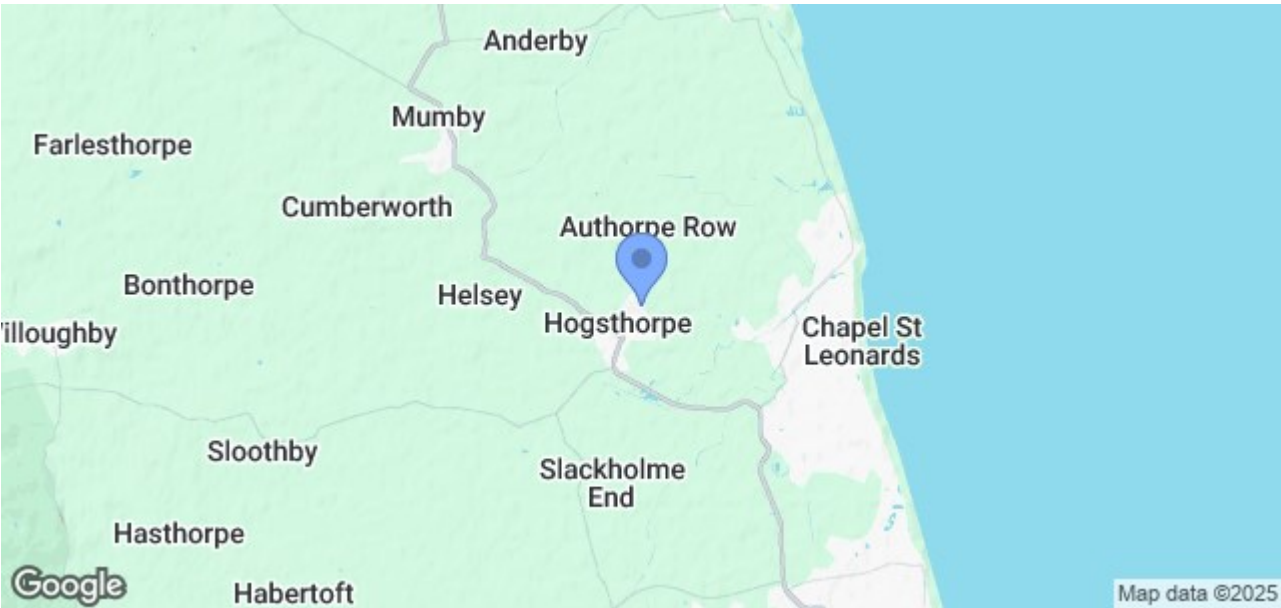 Anderby
Mumby
Farlesthorpe
Cumberworth
Authorpe Row
Bonthorpe
Helsey
Hogsthorpe
illoughby
Chapel St
Leonards
Sloothby
Slackholme
End
Hasthorpe
Habertoft
Google
Map data ©2025